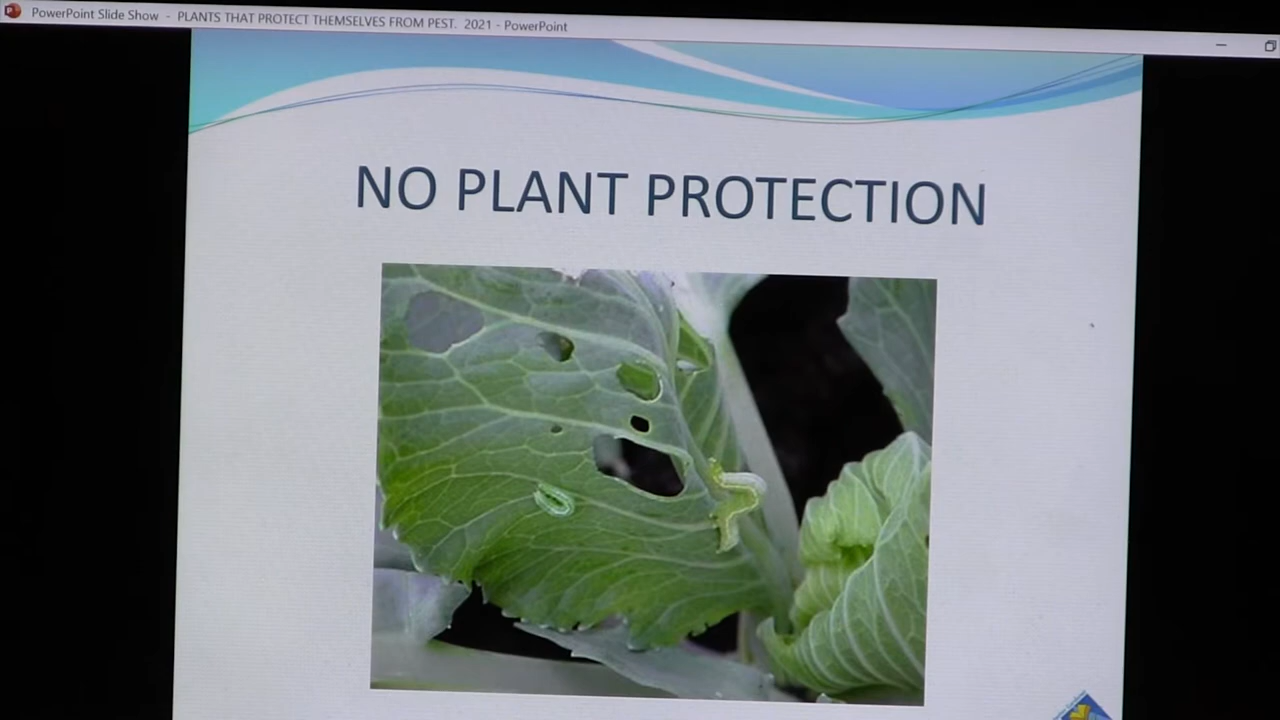 PowerPoint Slide Show - PLANTS THAT PROTECT THEMSELVES FROM PEST. 2021 - PowerPoint
NO PLANT PROTECTION